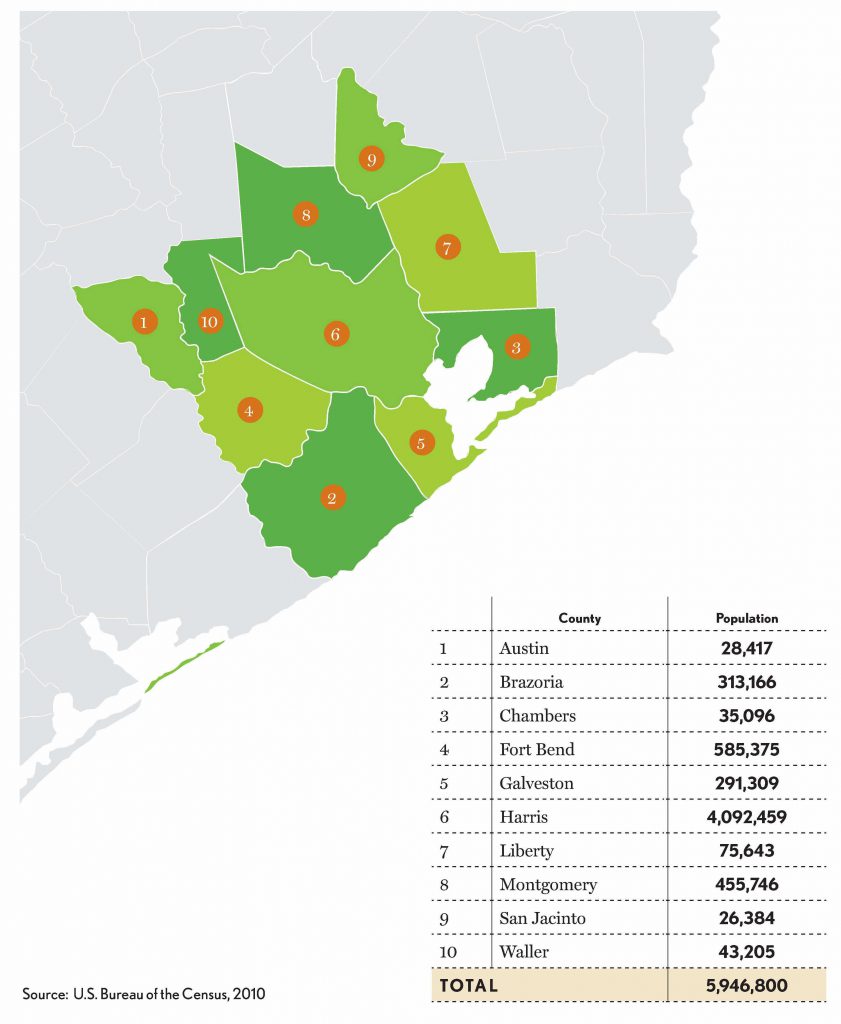 9
8
7
1
10
6
3
4
5
2
County Population
1 Austin 28,417
2 Brazoria 313,166
3 Chambers 35,096
4 Fort Bend 585,375
5 Galveston 291,309
6 Harris 4,092,459
7 Liberty 75,643
8 Montgomery 455,746
9 San Jacinto 26,384
10 Waller 43,205
TOTAL 5,946,800
Source: U.S. Bureau of the Census, 2010